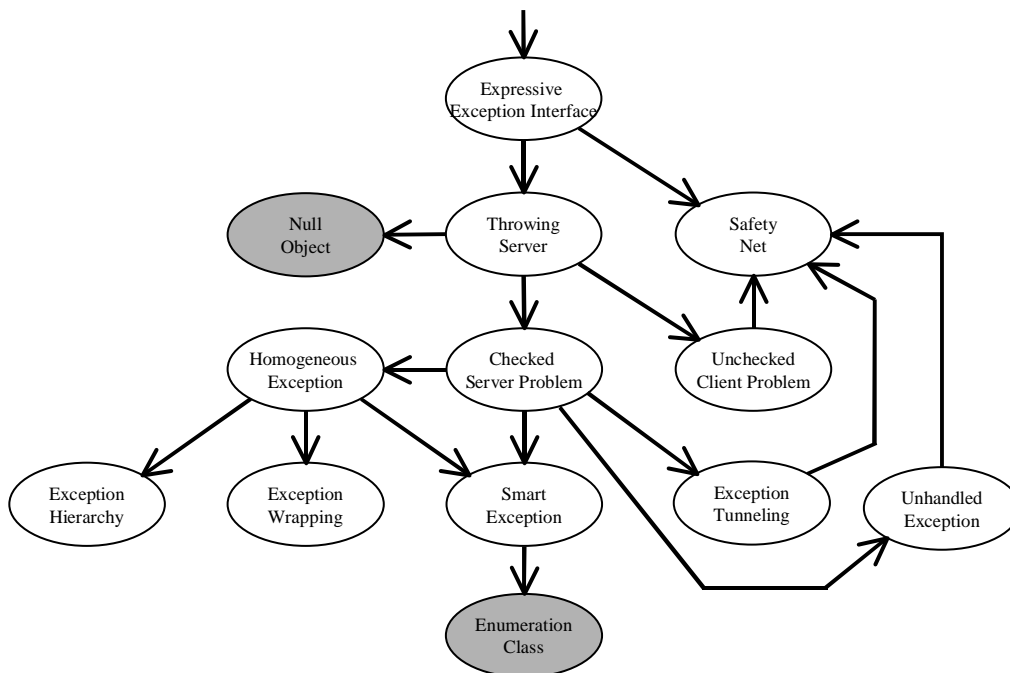 Expressive
Exception Interface
Null
Object
Throwing
Server
Safety
Net
Homogeneous
Exception
Checked
Server Problem
Unchecked
Client Problem
Exception
Hierarchy
Exception
Wrapping
Smart
Exception
Exception
Tunneling
Unhandled
Exception
Enumeration
Class